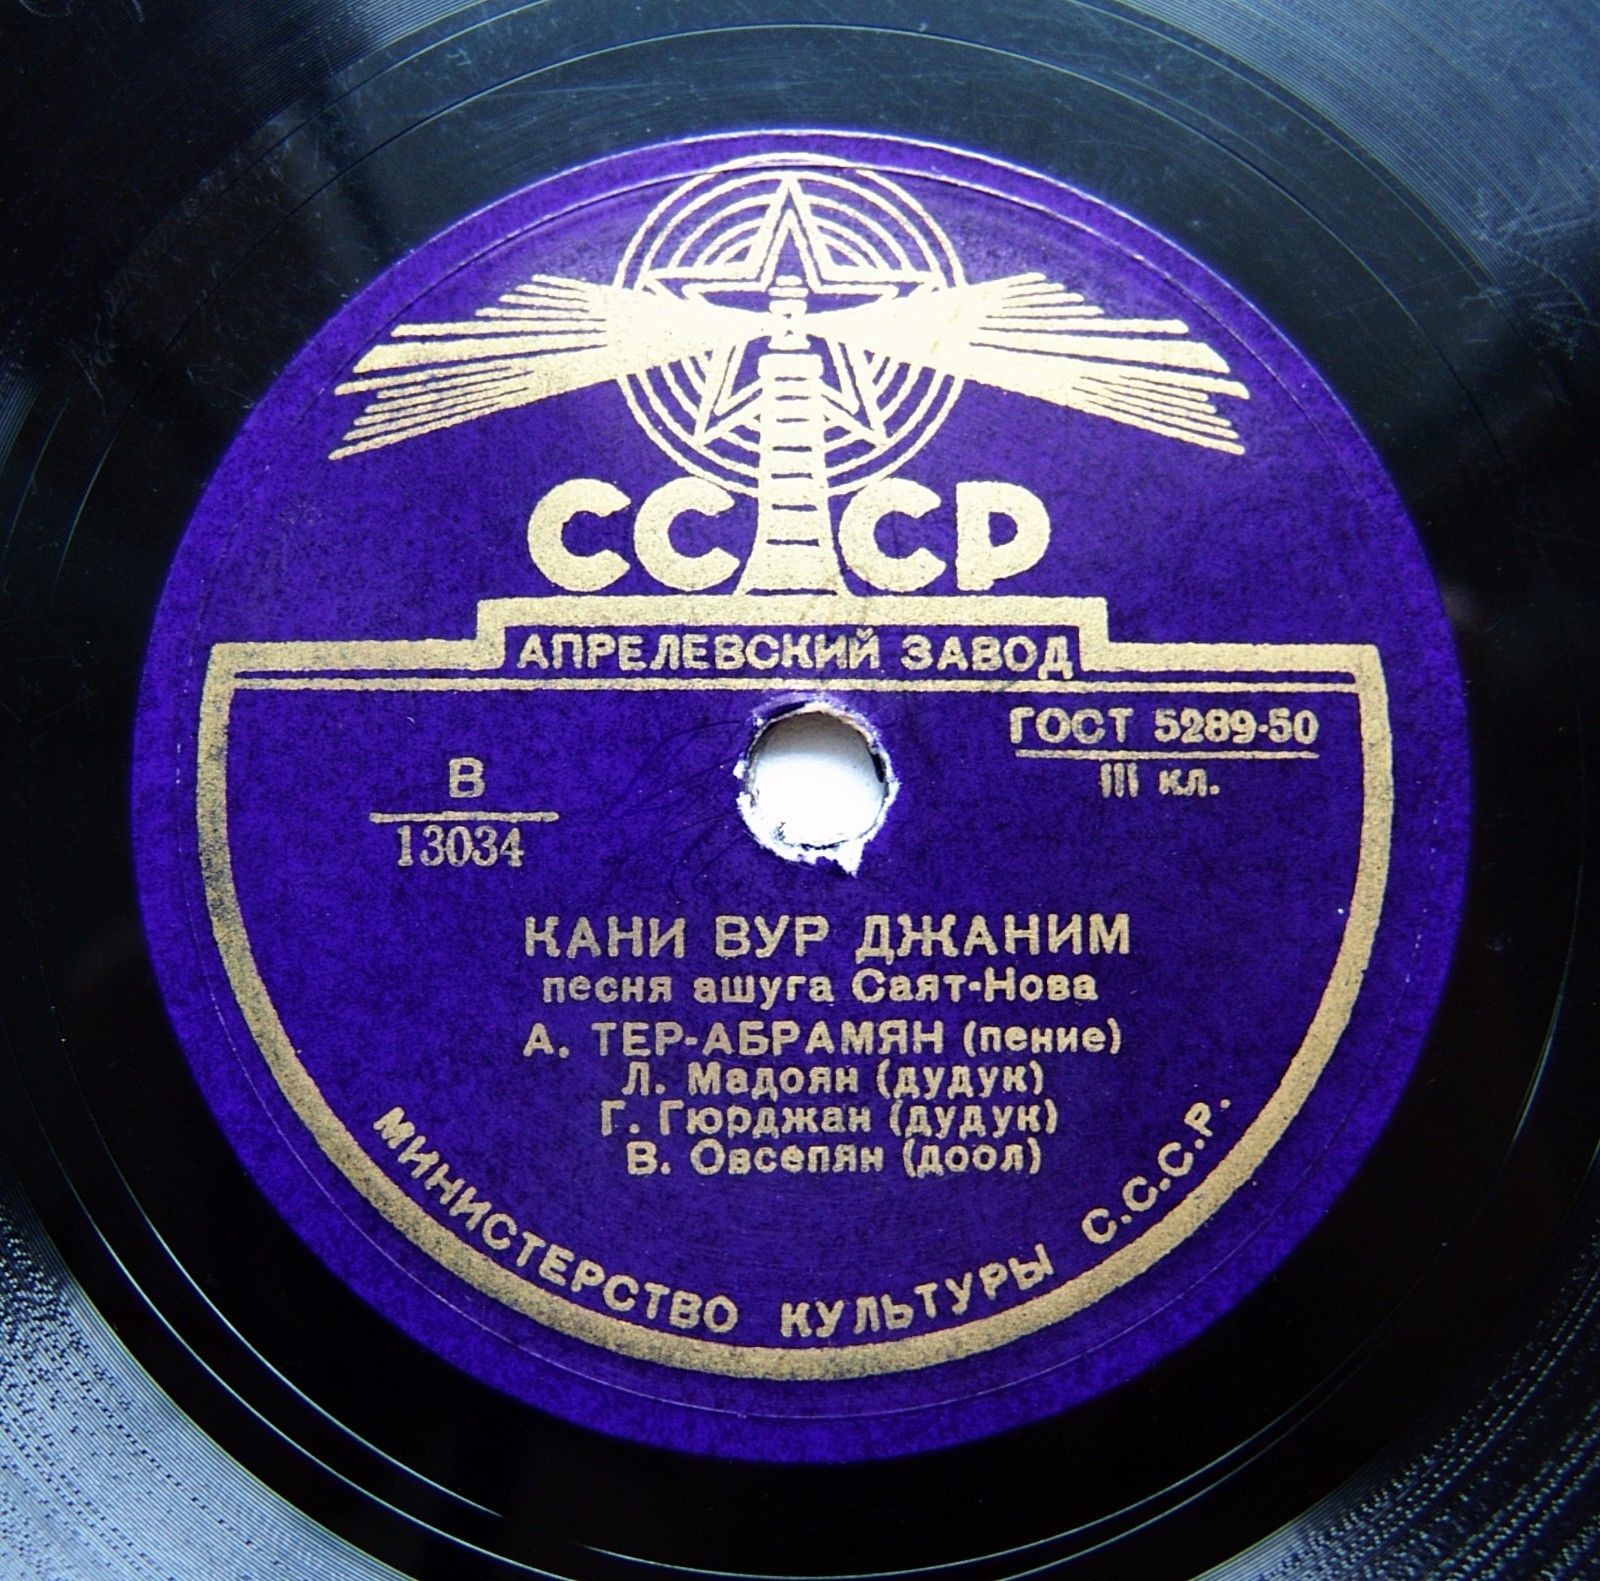 СССР
АПРЕЛЕВСКИЙ ЗАВОД
ГОСТ 5289-50
III кл.
В
13034
КАНИ ВУР ДЖАНИМ
песня ашуга Саят-Нова
А. ТЕР-АБРАМЯН (пение)
Л. Мадоян (дудук)
Г. Гюрджан (дудук)
В. Овсепян (доол)
МИНИСТЕРСТВО КУЛЬТУРЫ С.С.С.Р.